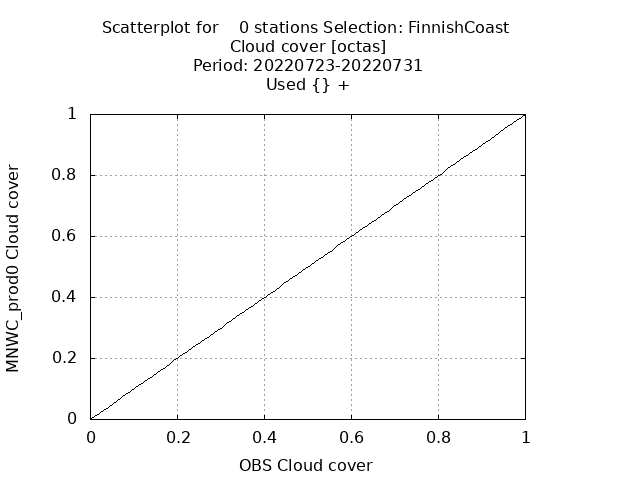 Scatterplot for    0 stations Selection: FinnishCoast
Cloud cover [octas]
Period: 20220723-20220731
Used {} +
1
0.8
0.6
0.4
0.2
0
MNWC_prod0 Cloud cover
0 0.2 0.4 0.6 0.8 1
OBS Cloud cover